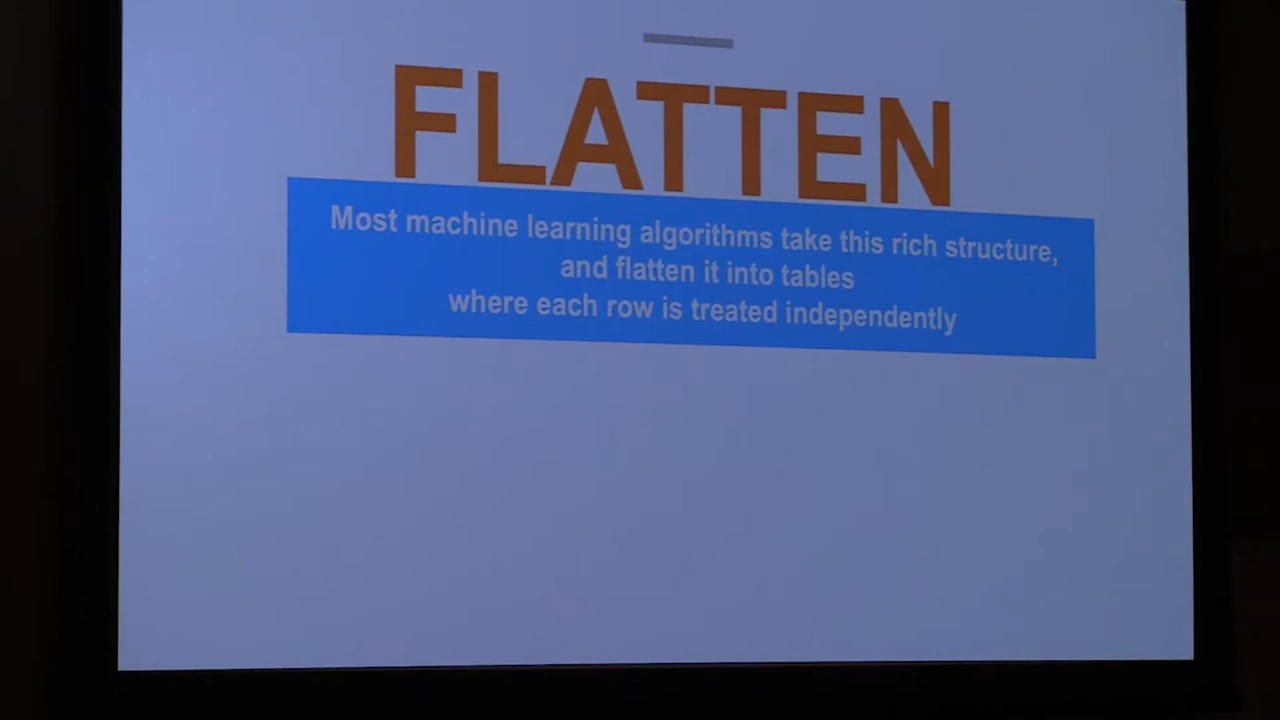 FLATTEN
Most machine learning algorithms take this rich structure,
and flatten it into tables
where each row is treated independently